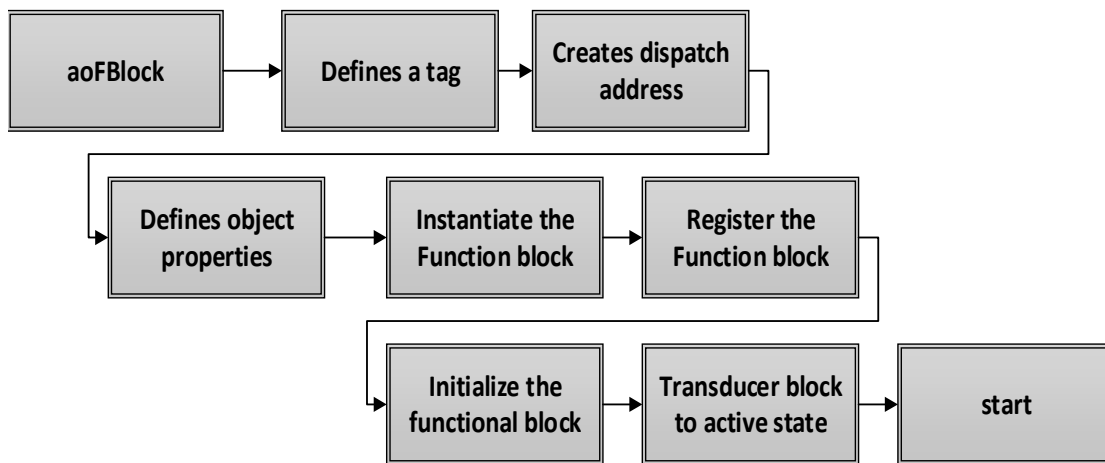 aoFBlock
Defines a tag
Creates dispatch
address
Defines object
properties
Instantiate the
Function block
Register the
Function block
Initialize the
functional block
Transducer block
to active state
start